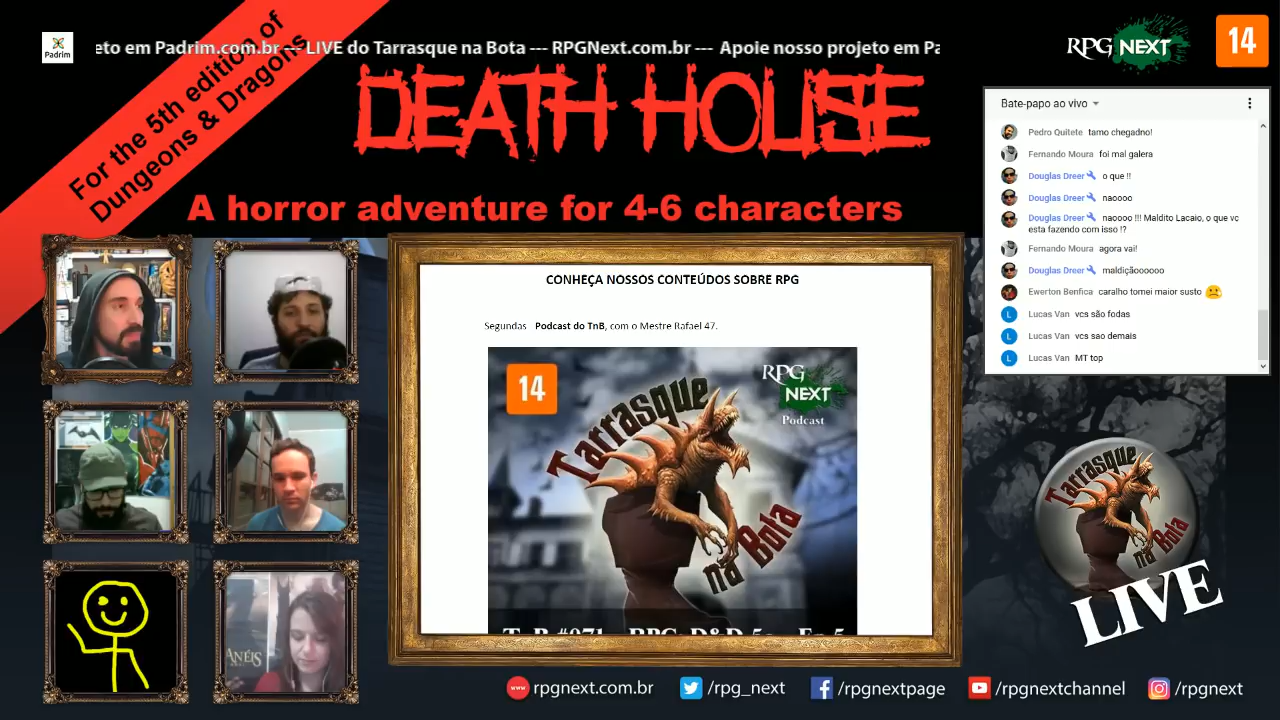 eto em Padrim.com.br --- LIVE do Tarrasque na Bota --- RPGNext.com.br --- Apoie nosso projeto em Pa
Padrim
RPG NEXT
14
For the 5th edition of
Dungeons & Dragons
DEATH HOUSE
A horror adventure for 4-6 characters
Bate-papo ao vivo
Pedro Quitete tamo chegadno!
Fernando Moura foi mal galera
Douglas Dreer o que !!
Douglas Dreer naoooo
Douglas Dreer naoooo !!! Maldito Lacaio, o que vc
esta fazendo com isso !?
Fernando Moura agora vai!
Douglas Dreer maldiçãoooooo
Ewerton Benfica caralho tomei maior susto
L Lucas Van vcs são fodas
L Lucas Van vcs sao demais
L Lucas Van MT top
CONHEÇA NOSSOS CONTEÚDOS SOBRE RPG
Segundas Podcast do TnB, com o Mestre Rafael 47.
14
RPG
NEXT
Podcast
Tarrasque
na Bota
ANÉIS
Tarrasque
na Bota
LIVE
www rpgnext.com.br
/rpg_next
/rpgnextpage
/rpgnextchannel
/rpgnext